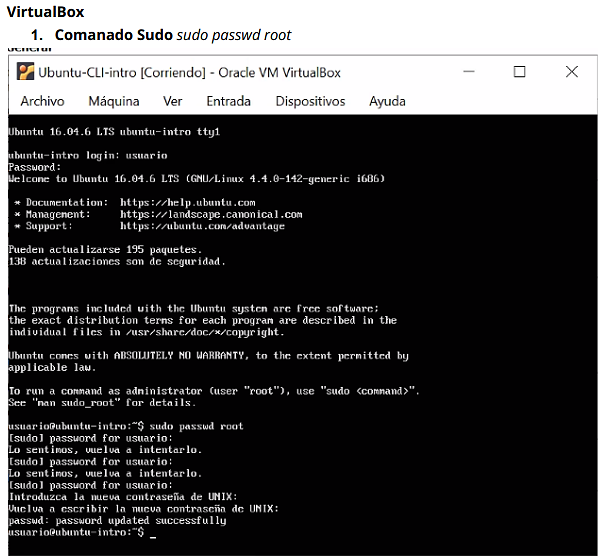 VirtualBox
1. Comanado Sudo sudo passwd root
General
Ubuntu-CLI-intro [Corriendo] - Oracle VM VirtualBox
Archivo Máquina Ver Entrada Dispositivos Ayuda
Ubuntu 16.04.6 LTS ubuntu-intro tty1
ubuntu-intro login: usuario
Password:
Welcome to Ubuntu 16.04.6 LTS (GNU/Linux 4.4.0-142-generic i686)
* Documentation: https://help.ubuntu.com
* Management: https://landscape.canonical.com
* Support: https://ubuntu.com/advantage
Pueden actualizarse 195 paquetes.
138 actualizaciones son de seguridad.
The programs included with the Ubuntu system are free software;
the exact distribution terms for each program are described in the
individual files in /usr/share/doc/*/copyright.
Ubuntu comes with ABSOLUTELY NO WARRANTY, to the extent permitted by
applicable law.
To run a command as administrator (user "root"), use "sudo <command>".
See "man sudo_root" for details.
usuario@ubuntu-intro:~$ sudo passwd root
[sudo] password for usuario:
Lo sentimos, vuelva a intentarlo.
[sudo] password for usuario:
Lo sentimos, vuelva a intentarlo.
[sudo] password for usuario:
Introduzca la nueva contraseña de UNIX:
Vuelva a escribir la nueva contraseña de UNIX:
passwd: password updated successfully
usuario@ubuntu-intro:~$ _